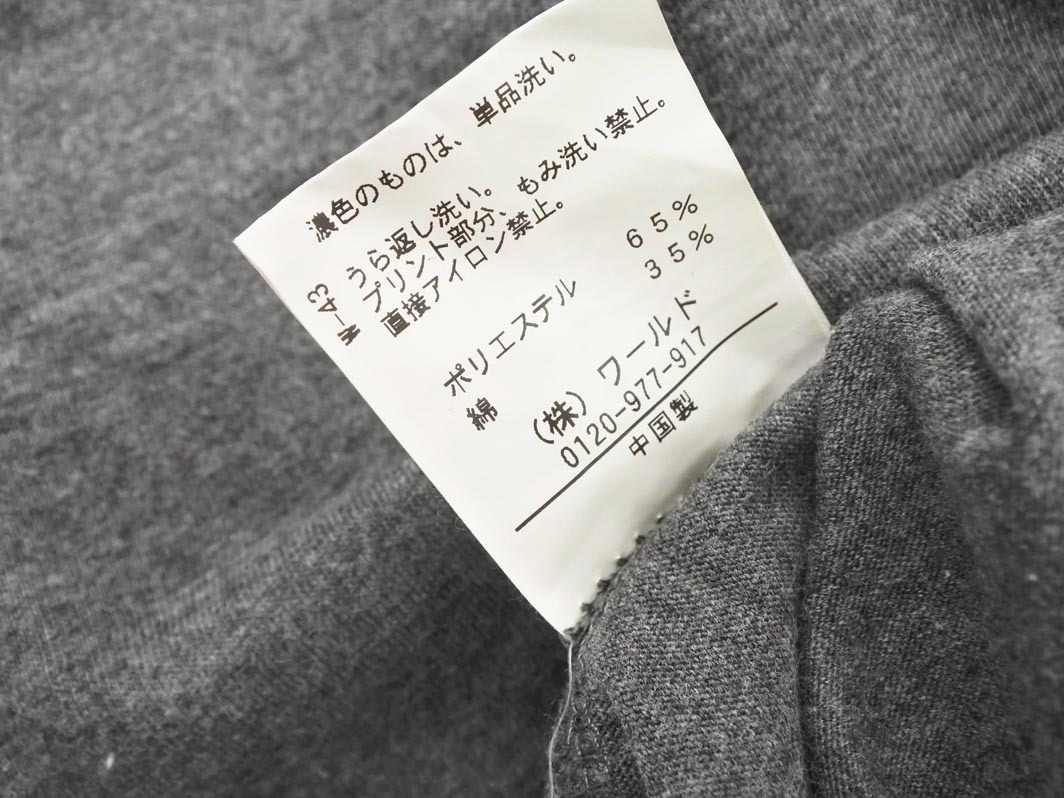 濃色のものは、単品洗い。
N-43 うら返し洗い。
プリント部分、もみ洗い禁止。
直接アイロン禁止。
ポリエステル 65%
綿 35%
(株)ワールド
0120-977-917
中国製